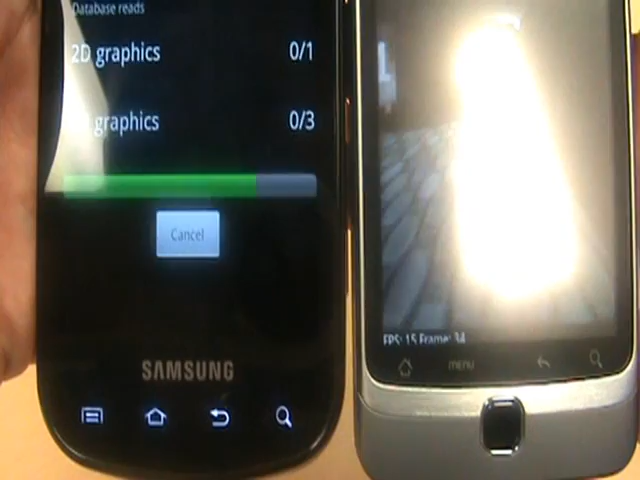 Database reads
2D graphics 0/1
graphics 0/3
Cancel
SAMSUNG
FPS: 15 Frame: 34
MENU